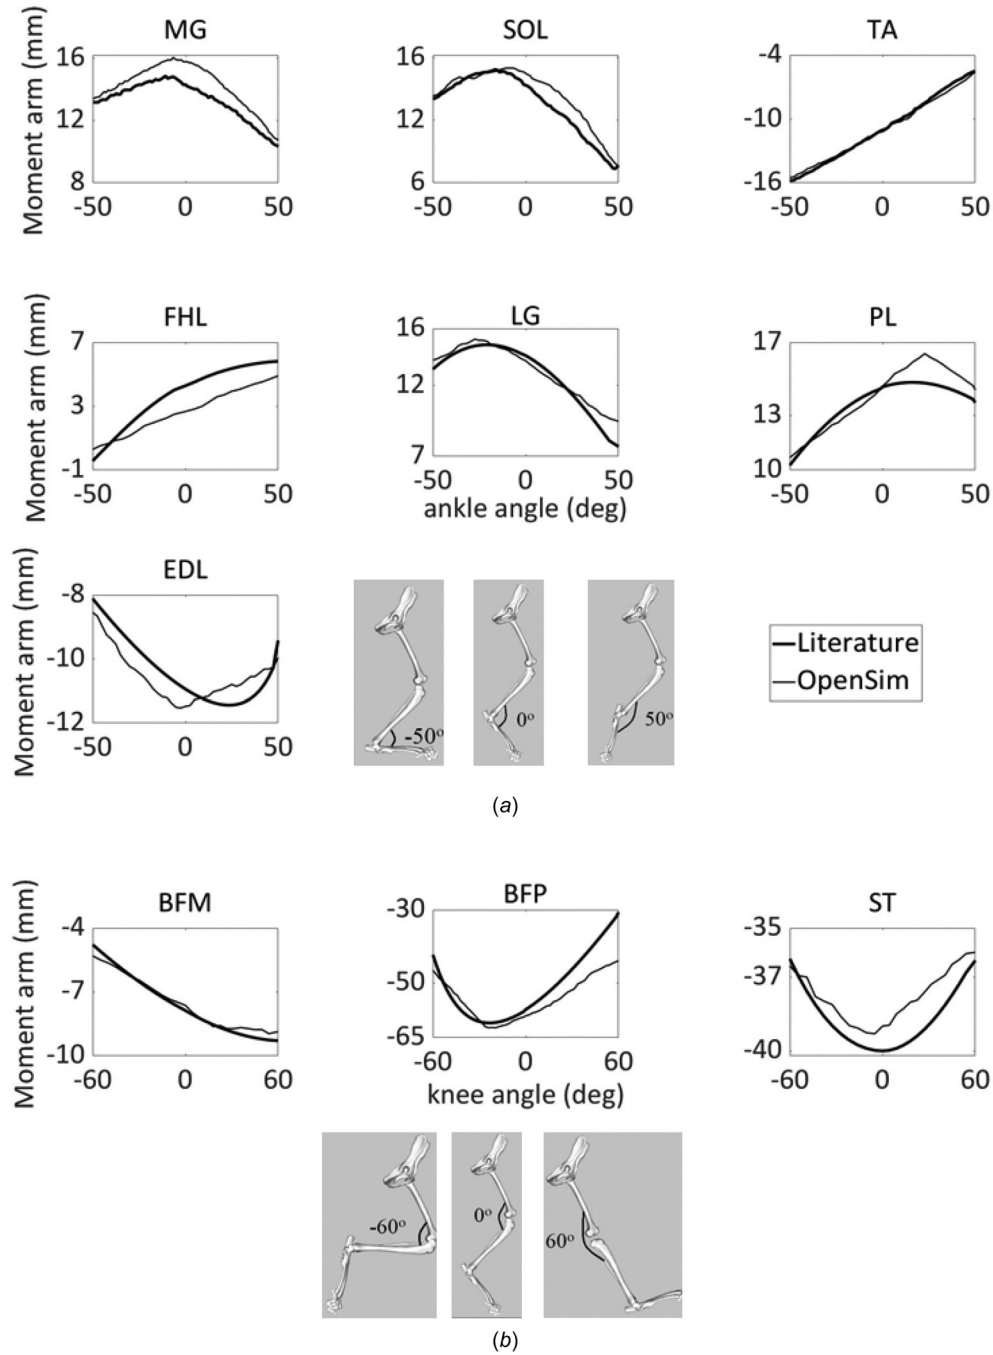 MG SOL TA
Moment arm (mm)
16 16 -4
12 12 -10
8 6 -16
-50 0 50 -50 0 50 -50 0 50
FHL LG PL
Moment arm (mm)
7 16 17
3 12 13
-1 7 10
-50 0 50 -50 0 50 -50 0 50
ankle angle (deg)
EDL
Moment arm (mm)
-8
-10
-12
-50 0 50
-50° 0° 50°
Literature
OpenSim
(a)
BFM BFP ST
Moment arm (mm)
-4 -30 -35
-7 -50 -37
-10 -65 -40
-60 0 60 -60 0 60 -60 0 60
knee angle (deg)
-60° 0° 60°
(b)